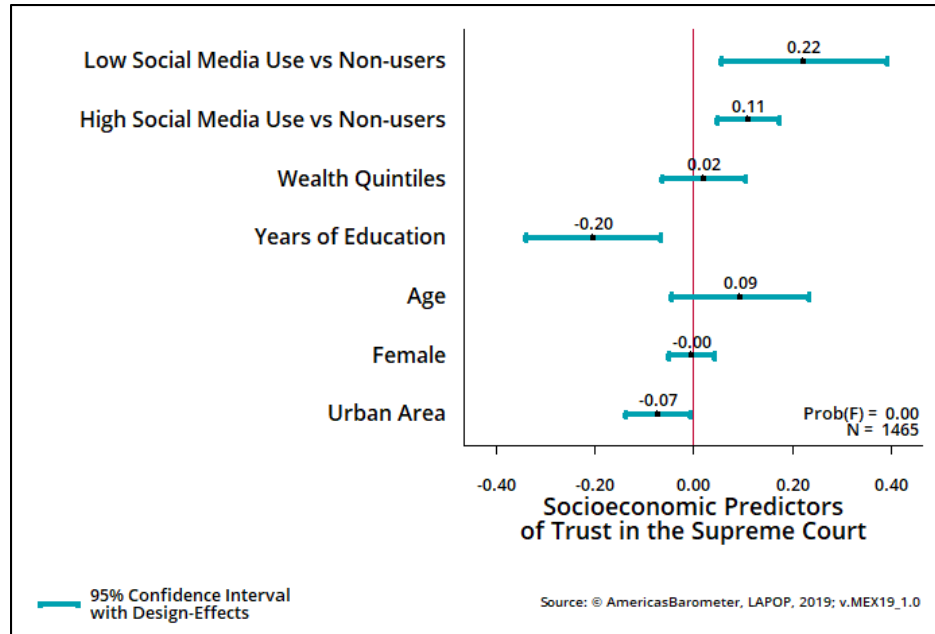 Low Social Media Use vs Non-users
0.22
High Social Media Use vs Non-users
0.11
Wealth Quintiles
0.02
Years of Education
-0.20
Age
0.09
Female
-0.00
Urban Area
-0.07
Prob(F) = 0.00
N = 1465
-0.40 -0.20 0.00 0.20 0.40
Socioeconomic Predictors
of Trust in the Supreme Court
95% Confidence Interval
with Design-Effects
Source: © AmericasBarometer, LAPOP, 2019; v.MEX19_1.0